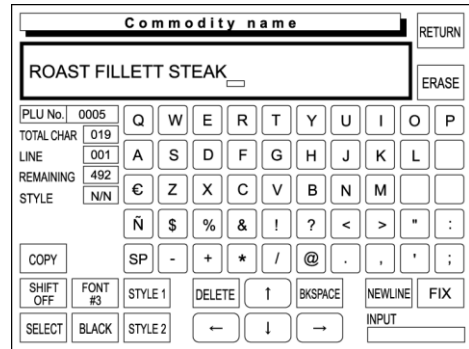 Commodity name
RETURN
ROAST FILLETT STEAK_
ERASE
PLU No. 0005
TOTAL CHAR 019
LINE 001
REMAINING 492
STYLE N/N
Q W E R T Y U I O P
A S D F G H J K L
€ Z X C V B N M
Ñ $ % & ! ? < > " :
COPY SP - + * / @ . , ' ;
SHIFT OFF FONT #3 STYLE 1 DELETE ↑ BKSPACE NEWLINE FIX
SELECT BLACK STYLE 2 ← ↓ → INPUT